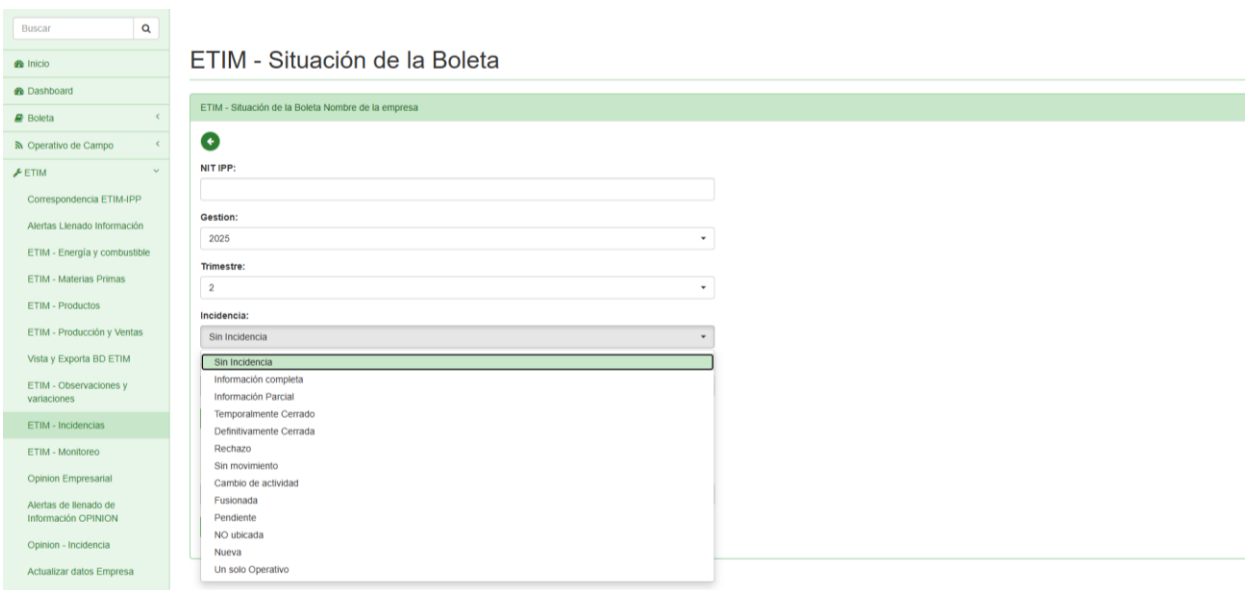 Buscar
Inicio
Dashboard
Boleta
Operativo de Campo
ETIM
Correspondencia ETIM-IPP
Alertas Llenado Información
ETIM - Energía y combustible
ETIM - Materias Primas
ETIM - Productos
ETIM - Producción y Ventas
Vista y Exporta BD ETIM
ETIM - Observaciones y
variaciones
ETIM - Incidencias
ETIM - Monitoreo
Opinion Empresarial
Alertas de llenado de
Información OPINION
Opinion - Incidencia
Actualizar datos Empresa
ETIM - Situación de la Boleta
ETIM - Situación de la Boleta Nombre de la empresa
NIT IPP:
Gestion:
2025
Trimestre:
2
Incidencia:
Sin Incidencia
Sin Incidencia
Información completa
Información Parcial
Temporalmente Cerrado
Definitivamente Cerrada
Rechazo
Sin movimiento
Cambio de actividad
Fusionada
Pendiente
NO ubicada
Nueva
Un solo Operativo